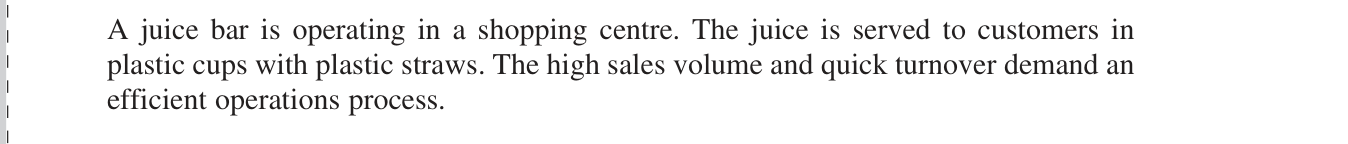 A juice bar is operating in a shopping centre. The juice is served to customers in
plastic cups with plastic straws. The high sales volume and quick turnover demand an
efficient operations process.